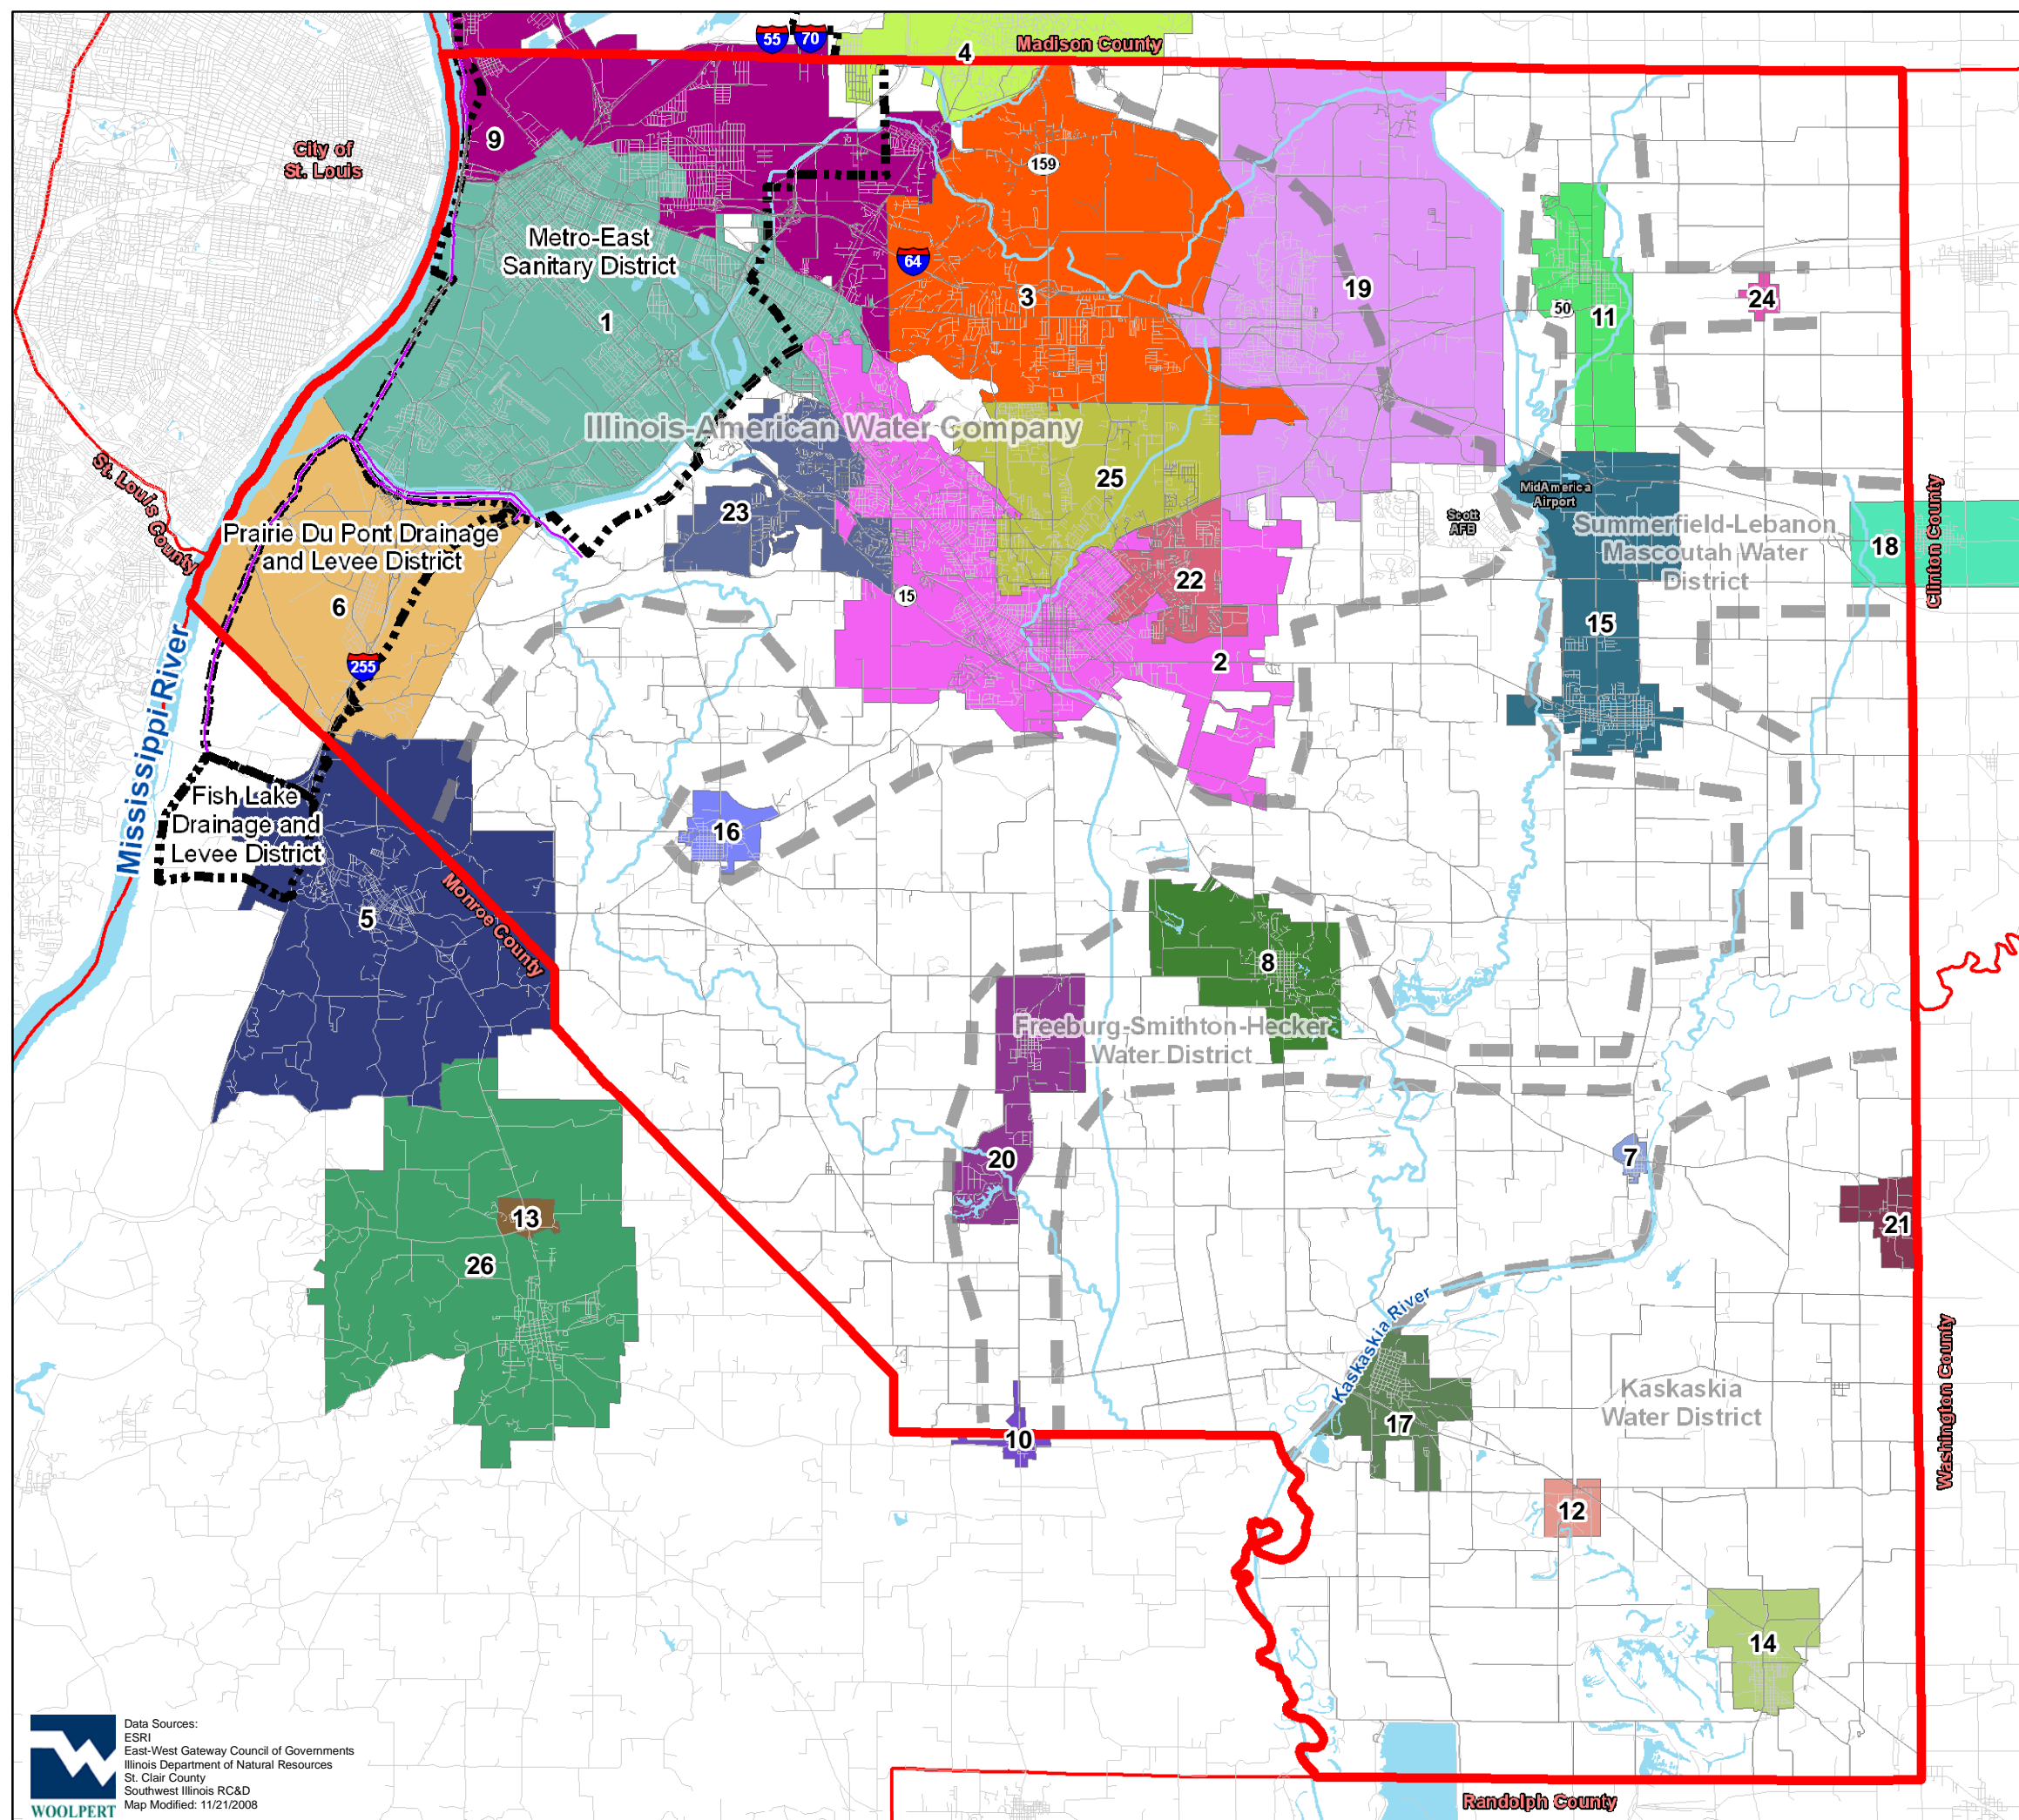 55
70
4
Madison County
9
City of
St. Louis
159
Metro-East
Sanitary District
64
1
3
19
50
11
24
Illinois-American Water Company
St. Louis County
25
23
MidAmerica
Airport
Scott
AFB
Summerfield-Lebanon
Mascoutah Water
District
18
Clinton County
Prairie Du Pont Drainage
and Levee District
6
22
15
15
255
2
Mississippi River
Fish Lake
Drainage and
Levee District
16
5
Monroe County
8
Freeburg-Smithton-Hecker
Water District
20
7
13
21
26
Kaskaskia River
Kaskaskia
Water District
Washington County
17
10
12
14
WOOLPERT
Data Sources:
ESRI
East-West Gateway Council of Governments
Illinois Department of Natural Resources
St. Clair County
Southwest Illinois RC&D
Map Modified: 11/21/2008
Randolph County